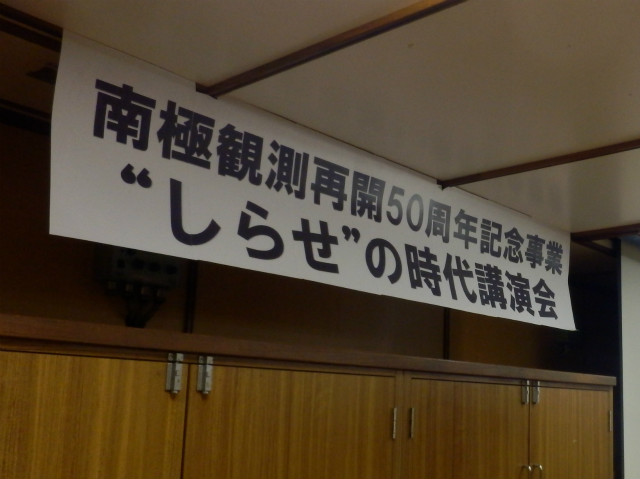 南極観測再開50周年記念事業
“しらせ”の時代講演会